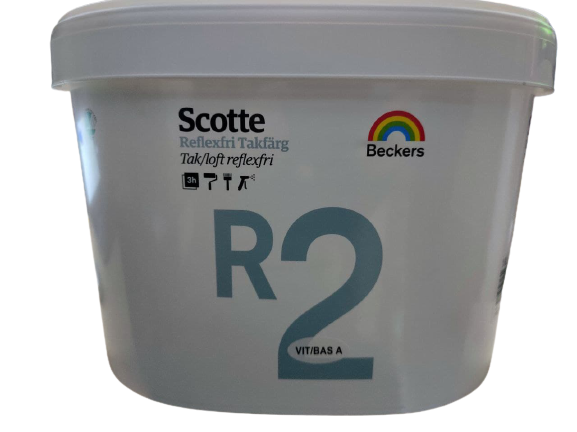 Scotte
Reflexfri Takfärg
Tak/loft reflexfri
3h
Beckers
R2
VIT/BAS A